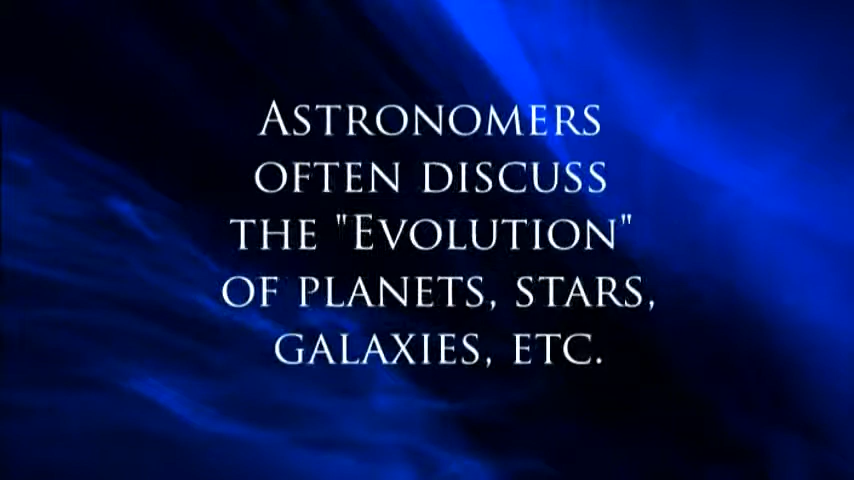 Astronomers
often discuss
the "Evolution"
of planets, stars,
galaxies, etc.